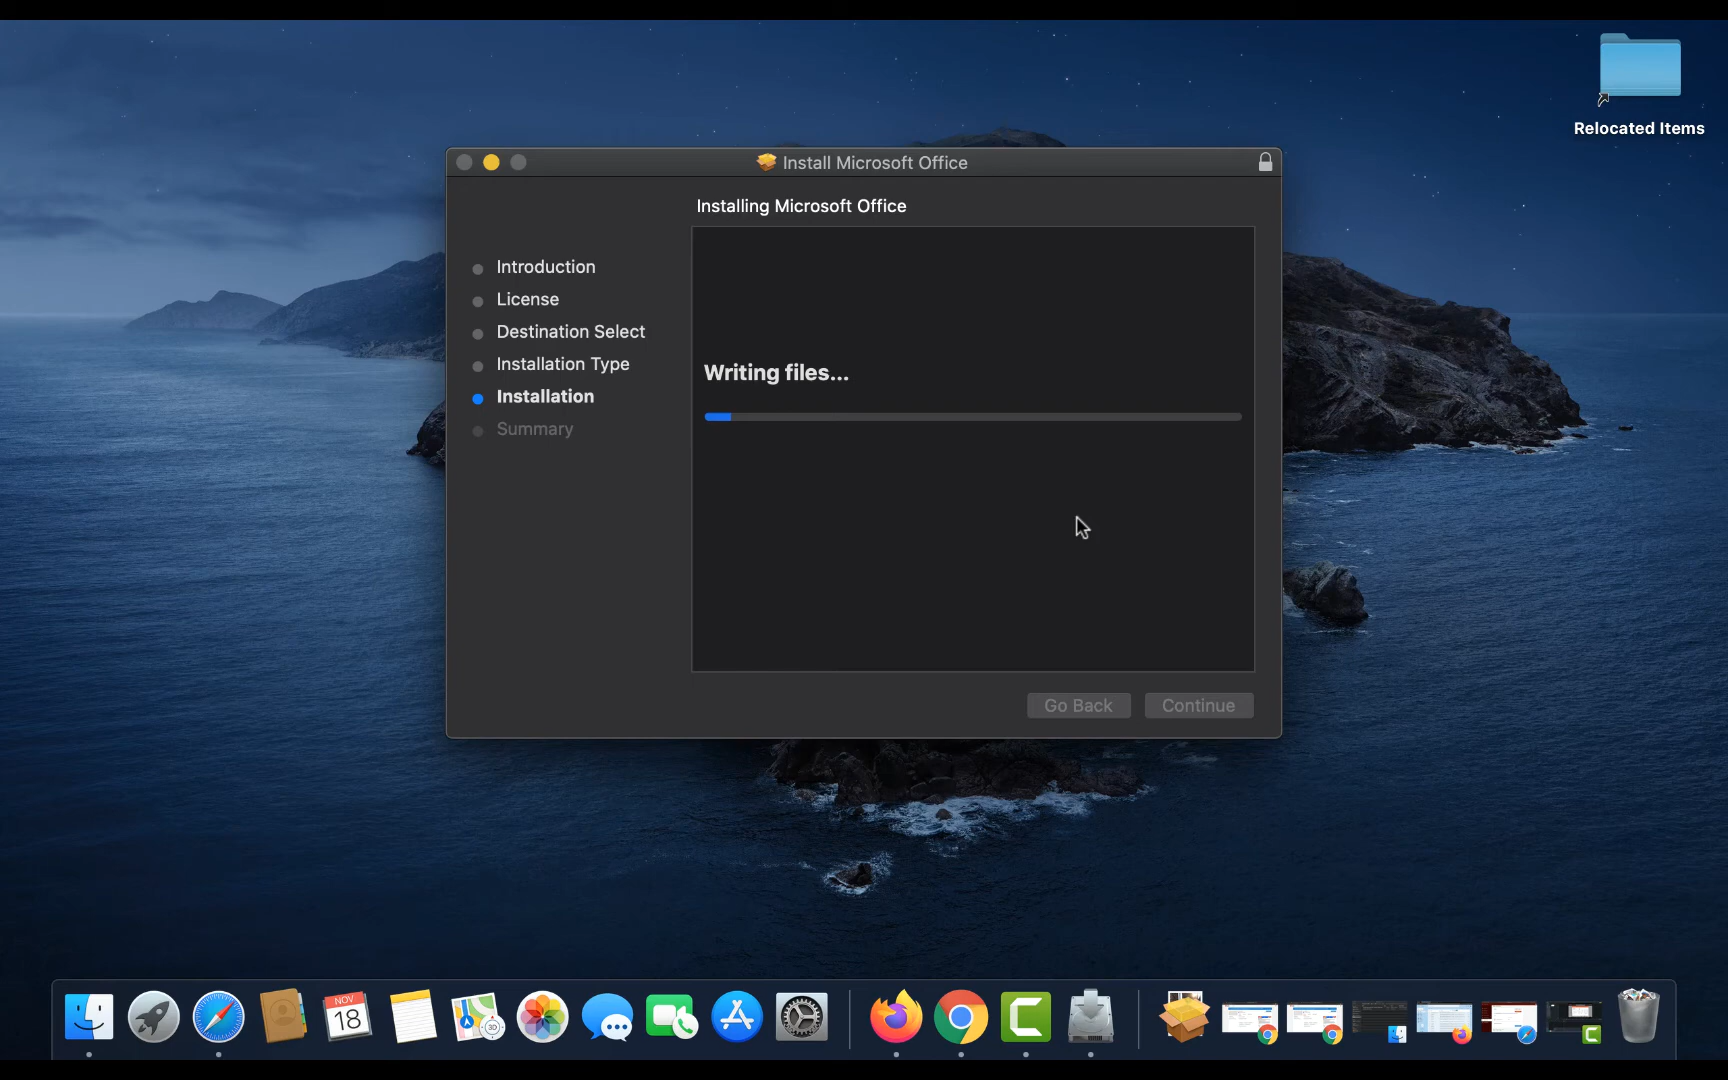 Relocated Items
Install Microsoft Office
Installing Microsoft Office
Introduction
License
Destination Select
Installation Type
Installation
Summary
Writing files...
Go Back
Continue
NOV
18
3D